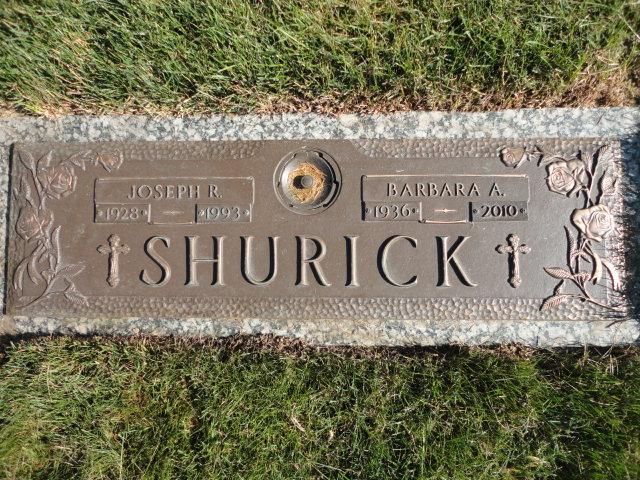 JOSEPH R.
1928 — 1993
BARBARA A.
1936 — 2010
SHURICK